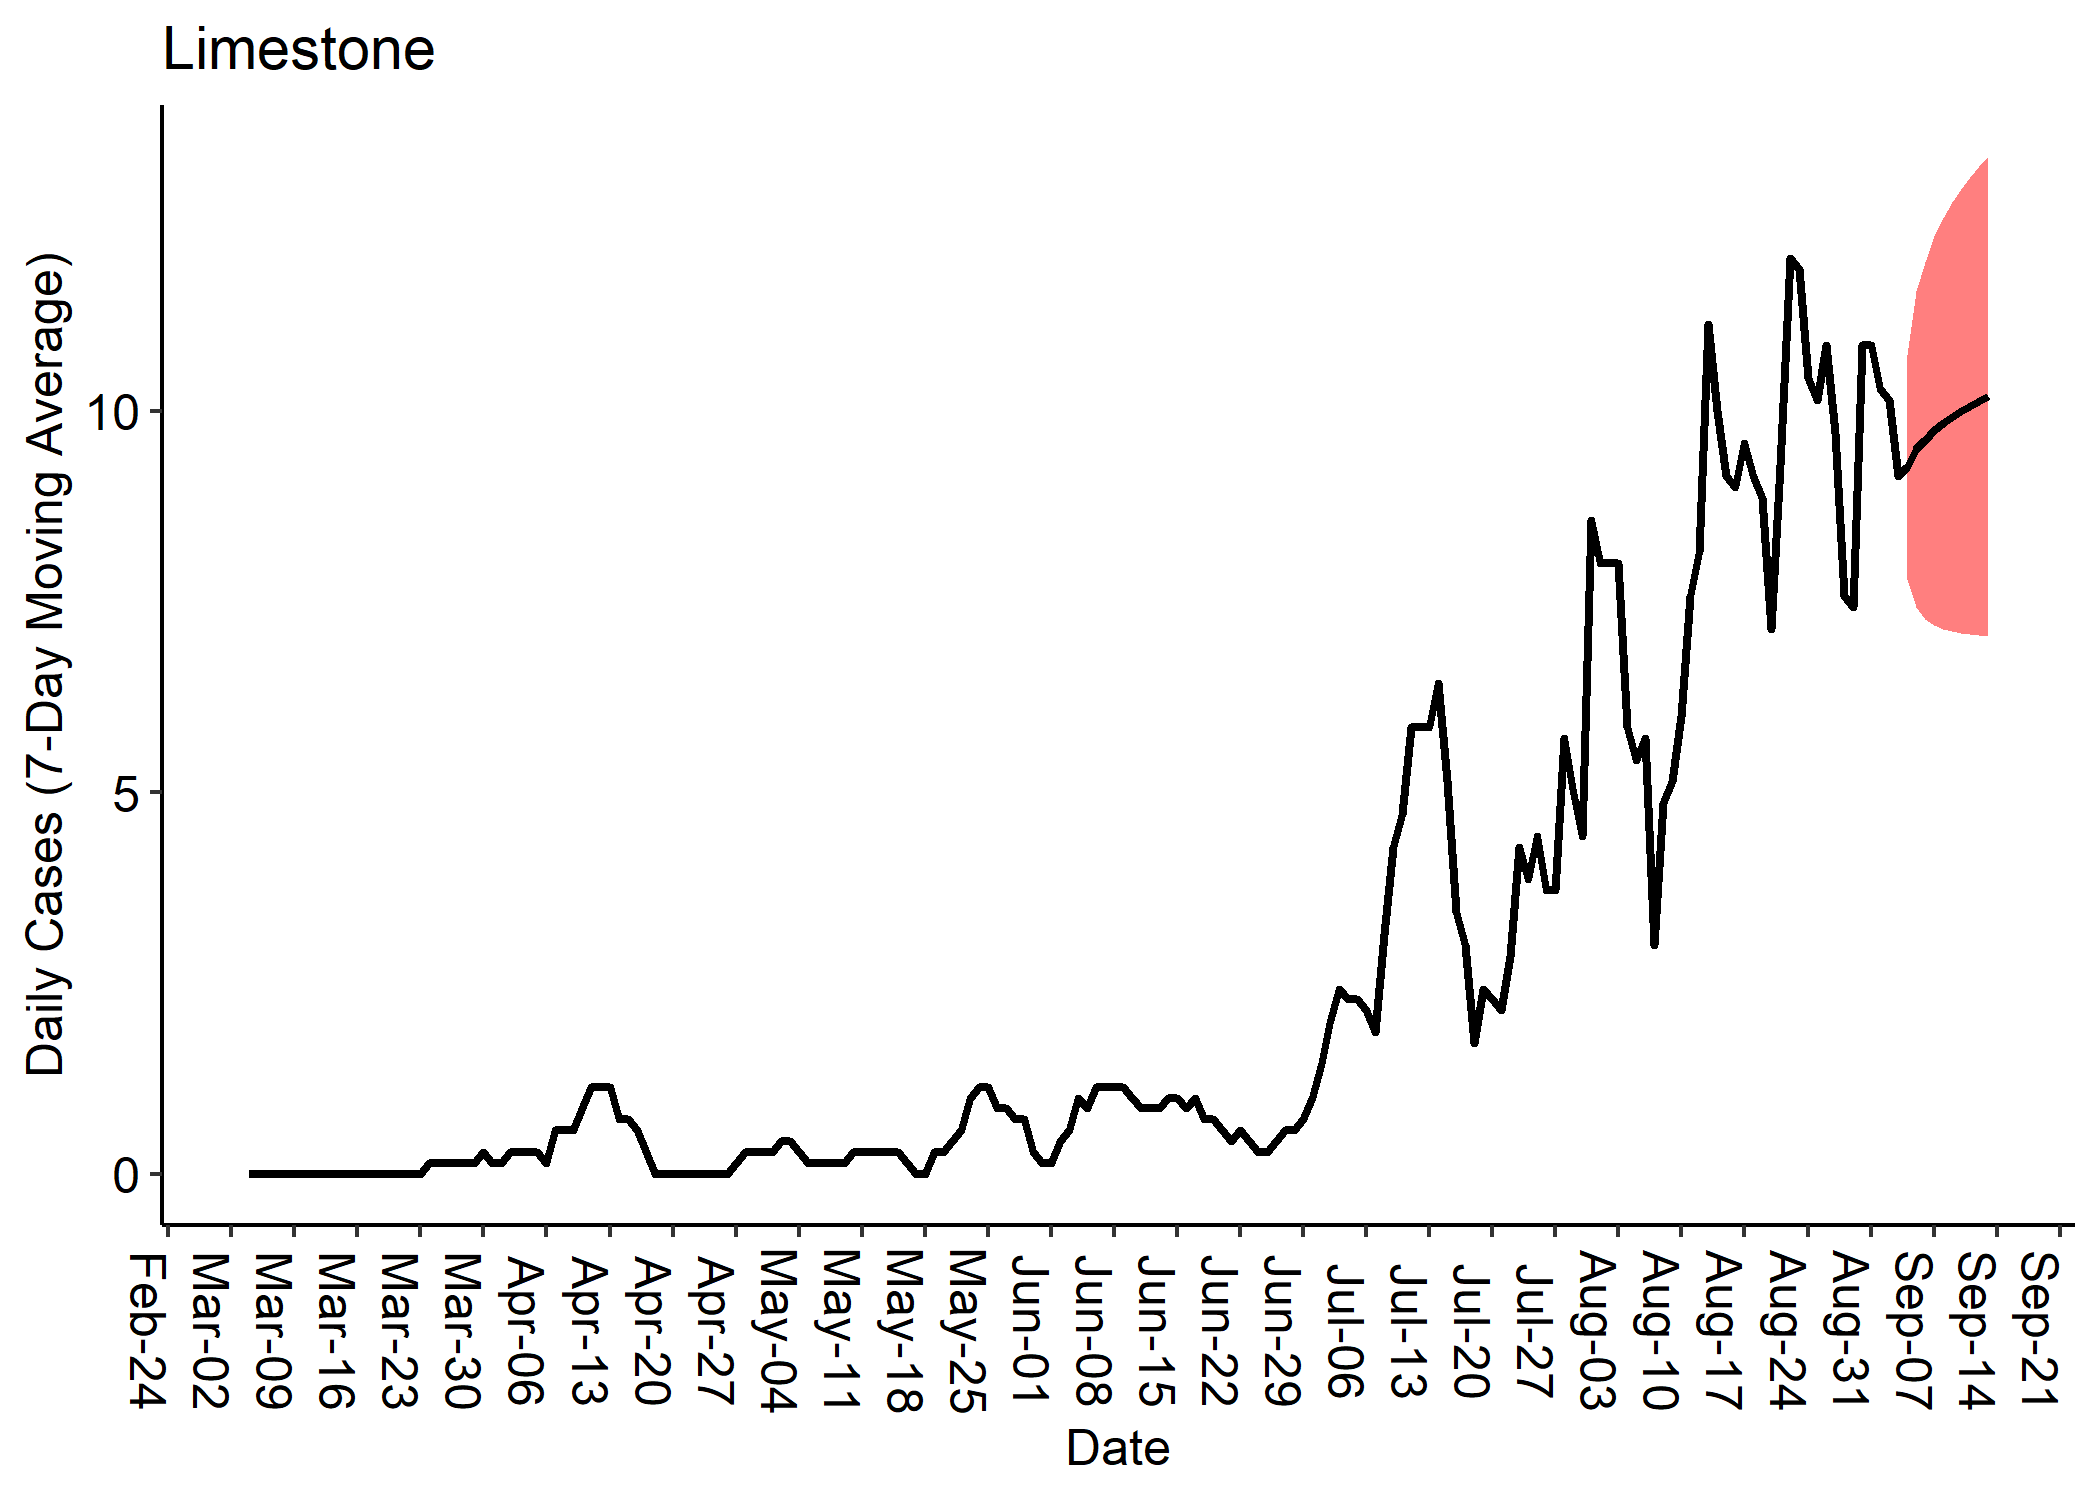 Limestone
Daily Cases (7-Day Moving Average)
10
5
0
Feb-24
Mar-02
Mar-09
Mar-16
Mar-23
Mar-30
Apr-06
Apr-13
Apr-20
Apr-27
May-04
May-11
May-18
May-25
Jun-01
Jun-08
Jun-15
Jun-22
Jun-29
Jul-06
Jul-13
Jul-20
Jul-27
Aug-03
Aug-10
Aug-17
Aug-24
Aug-31
Sep-07
Sep-14
Sep-21
Date